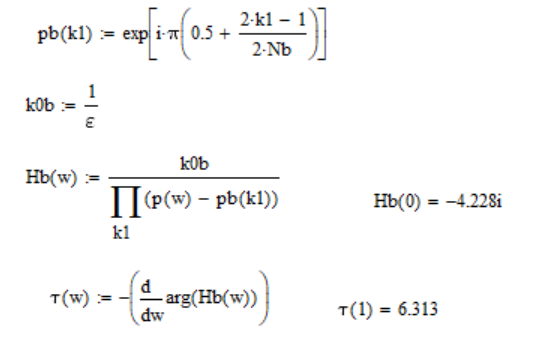 pb(k1) := exp[i·π(0.5 + (2·k1 − 1)/(2·Nb))]
k0b := 1/ε
Hb(w) := k0b/∏_{k1}(p(w) − pb(k1))    Hb(0) = −4.228i
τ(w) := −(d/dw arg(Hb(w)))    τ(1) = 6.313